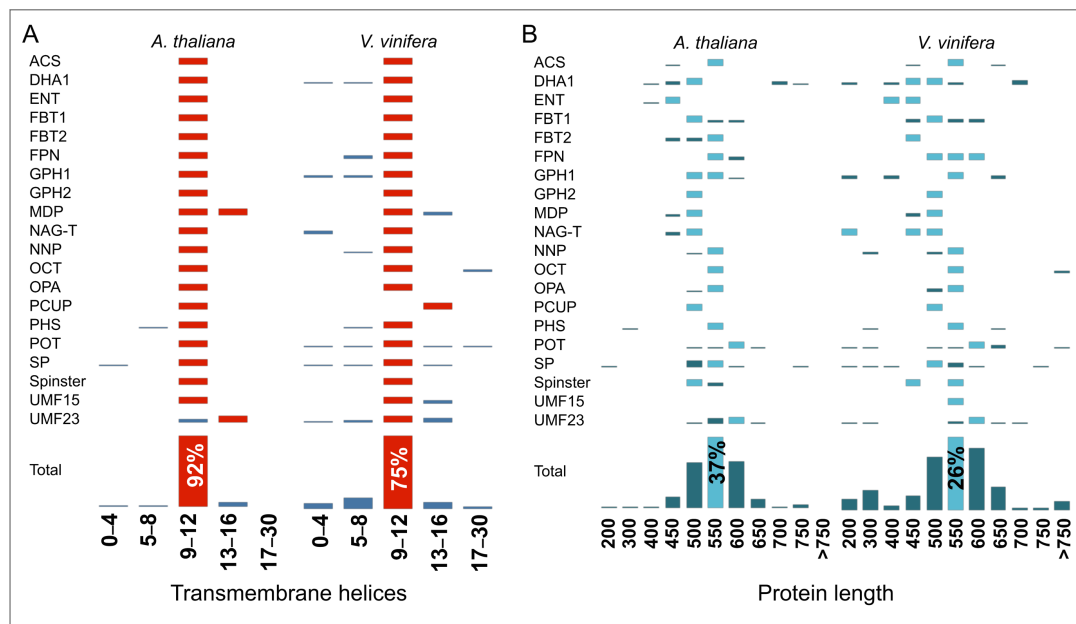 A
A. thaliana
V. vinifera
ACS
DHA1
ENT
FBT1
FBT2
FPN
GPH1
GPH2
MDP
NAG-T
NNP
OCT
OPA
PCUP
PHS
POT
SP
Spinster
UMF15
UMF23
Total
92%
75%
0–4
5–8
9–12
13–16
17–30
0–4
5–8
9–12
13–16
17–30
Transmembrane helices
B
A. thaliana
V. vinifera
ACS
DHA1
ENT
FBT1
FBT2
FPN
GPH1
GPH2
MDP
NAG-T
NNP
OCT
OPA
PCUP
PHS
POT
SP
Spinster
UMF15
UMF23
Total
37%
26%
200
300
400
450
500
550
600
650
700
750
>750
200
300
400
450
500
550
600
650
700
750
>750
Protein length